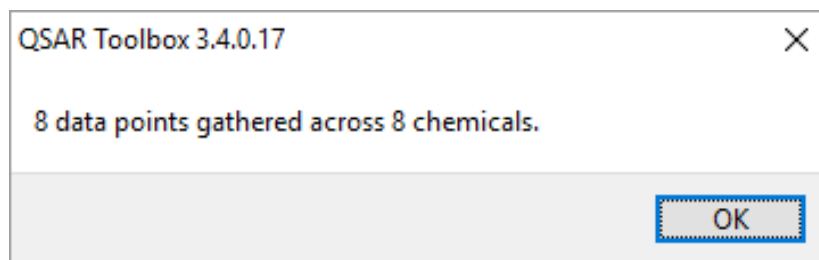 QSAR Toolbox 3.4.0.17
8 data points gathered across 8 chemicals.
OK